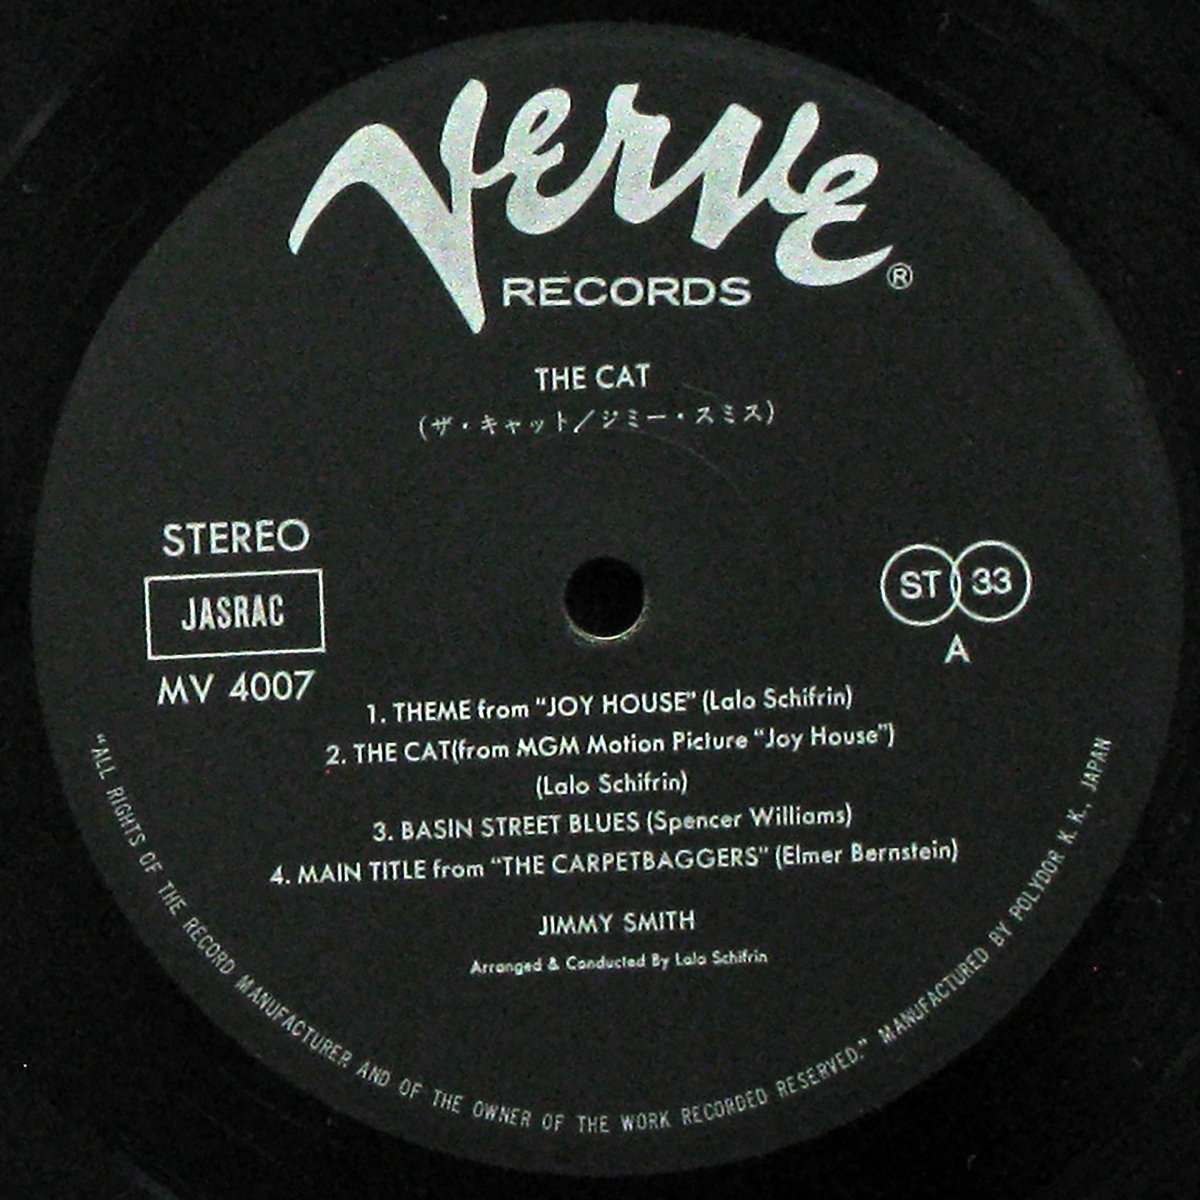 Verve
RECORDS ®
THE CAT
(ザ・キャット／ジミー・スミス)
STEREO
JASRAC
MV 4007
ST 33
A
1. THEME from “JOY HOUSE” (Lalo Schifrin)
2. THE CAT(from MGM Motion Picture “Joy House”)
(Lalo Schifrin)
3. BASIN STREET BLUES (Spencer Williams)
4. MAIN TITLE from “THE CARPETBAGGERS” (Elmer Bernstein)
JIMMY SMITH
Arranged & Conducted By Lalo Schifrin
“ALL RIGHTS OF THE RECORD MANUFACTURER AND OF THE OWNER OF THE WORK RECORDED RESERVED.” MANUFACTURED BY POLYDOR K. K., JAPAN